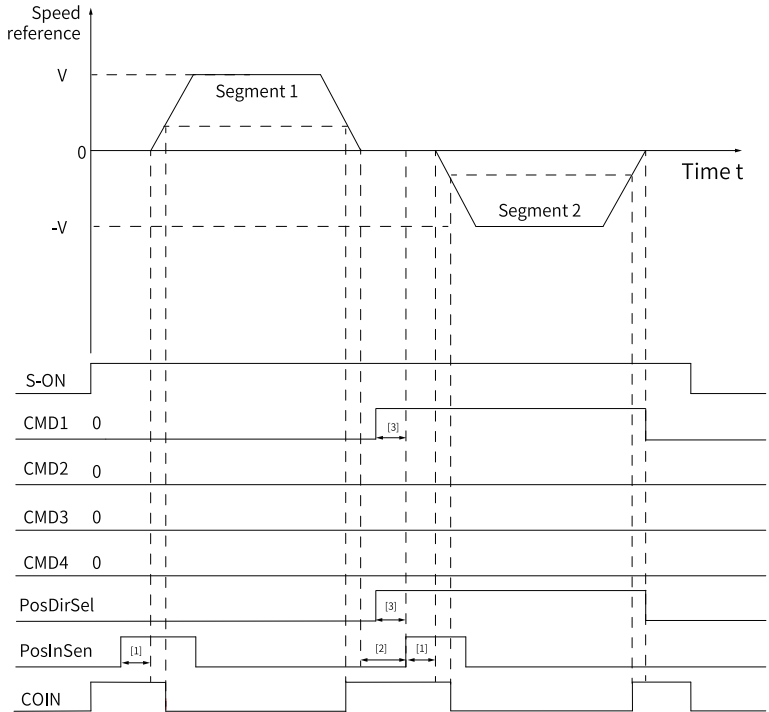 Speed
reference
V
Segment 1
0
Time t
Segment 2
-V
S-ON
CMD1 0
[3]
CMD2 0
CMD3 0
CMD4 0
PosDirSel
[3]
PosInSen
[1]
[2]
[1]
COIN